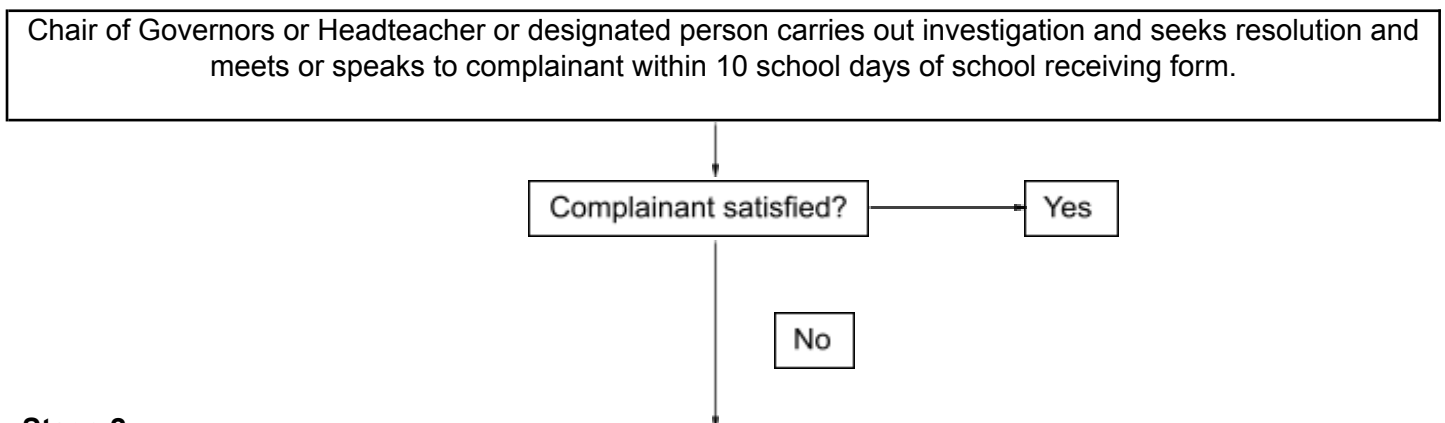 Chair of Governors or Headteacher or designated person carries out investigation and seeks resolution and
meets or speaks to complainant within 10 school days of school receiving form.
Complainant satisfied?
Yes
No